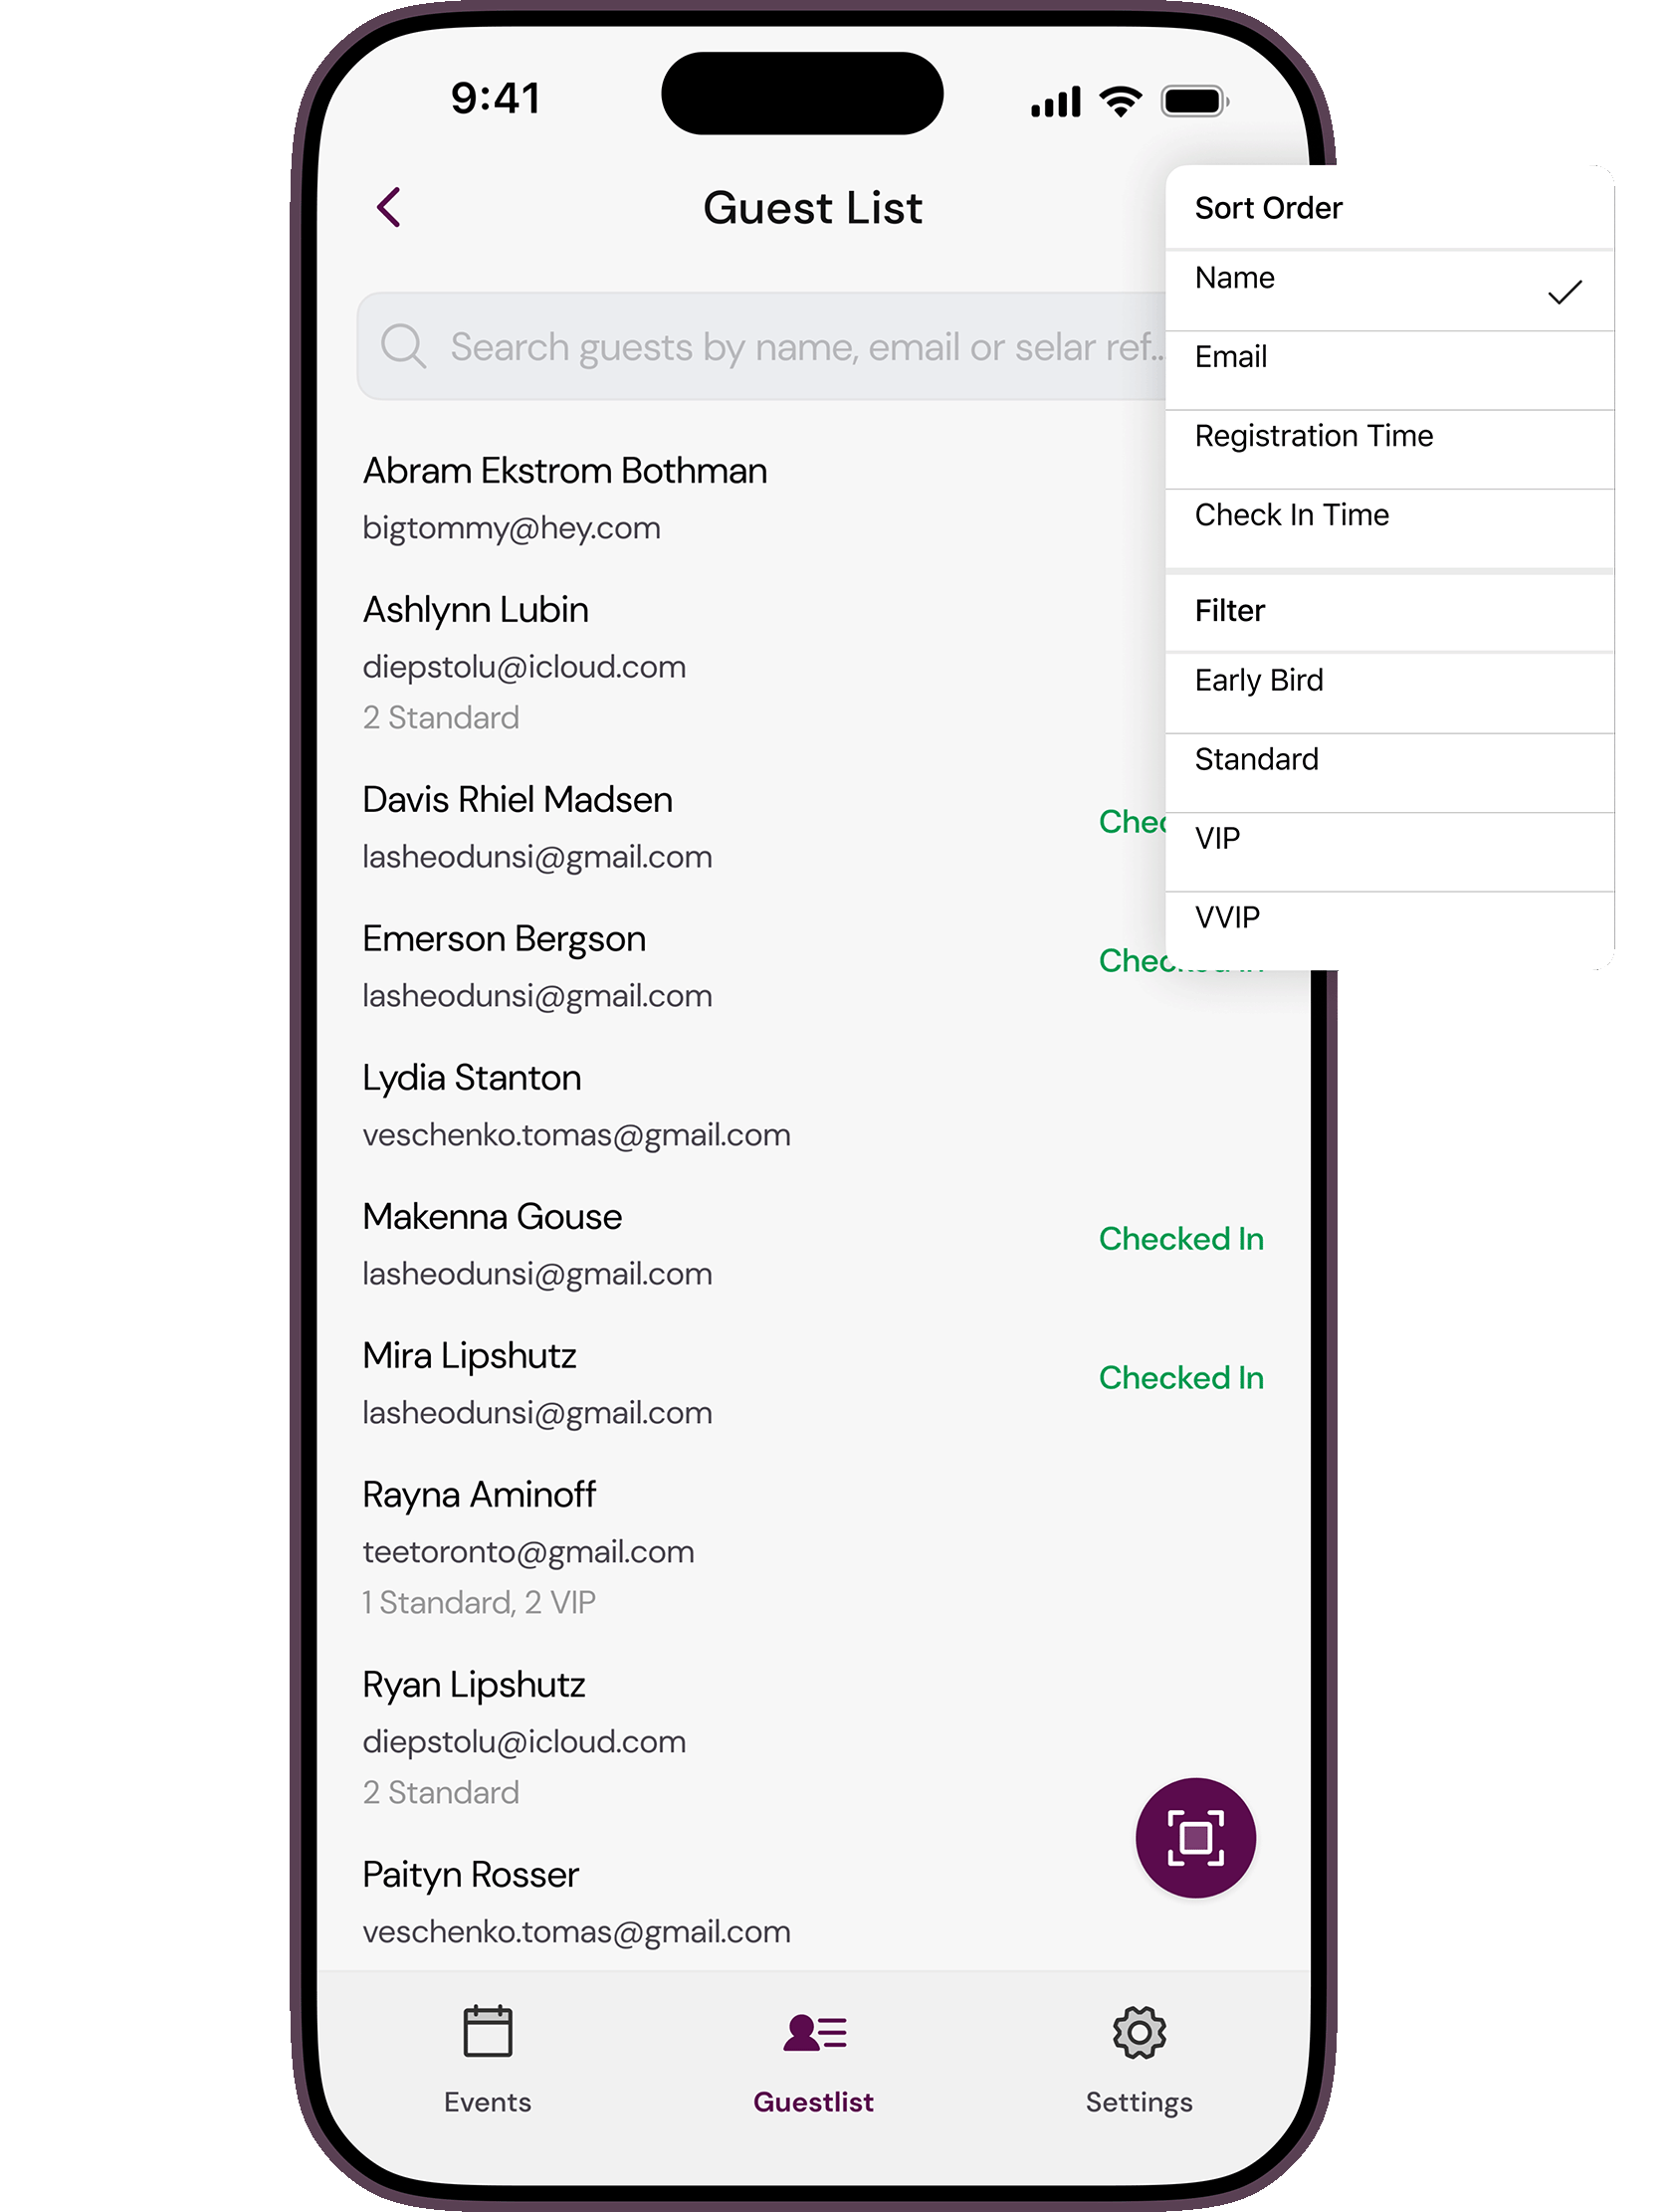 9:41
Guest List
Search guests by name, email or selar ref..
Abram Ekstrom Bothman
bigtommy@hey.com
Ashlynn Lubin
diepstolu@icloud.com
2 Standard
Davis Rhiel Madsen
lasheodunsi@gmail.com
Emerson Bergson
lasheodunsi@gmail.com
Lydia Stanton
veschenko.tomas@gmail.com
Makenna Gouse
Checked In
lasheodunsi@gmail.com
Mira Lipshutz
Checked In
lasheodunsi@gmail.com
Rayna Aminoff
teetoronto@gmail.com
1 Standard, 2 VIP
Ryan Lipshutz
diepstolu@icloud.com
2 Standard
Paityn Rosser
veschenko.tomas@gmail.com
Events
Guestlist
Settings
Sort Order
Name
Email
Registration Time
Check In Time
Filter
Early Bird
Standard
VIP
VVIP